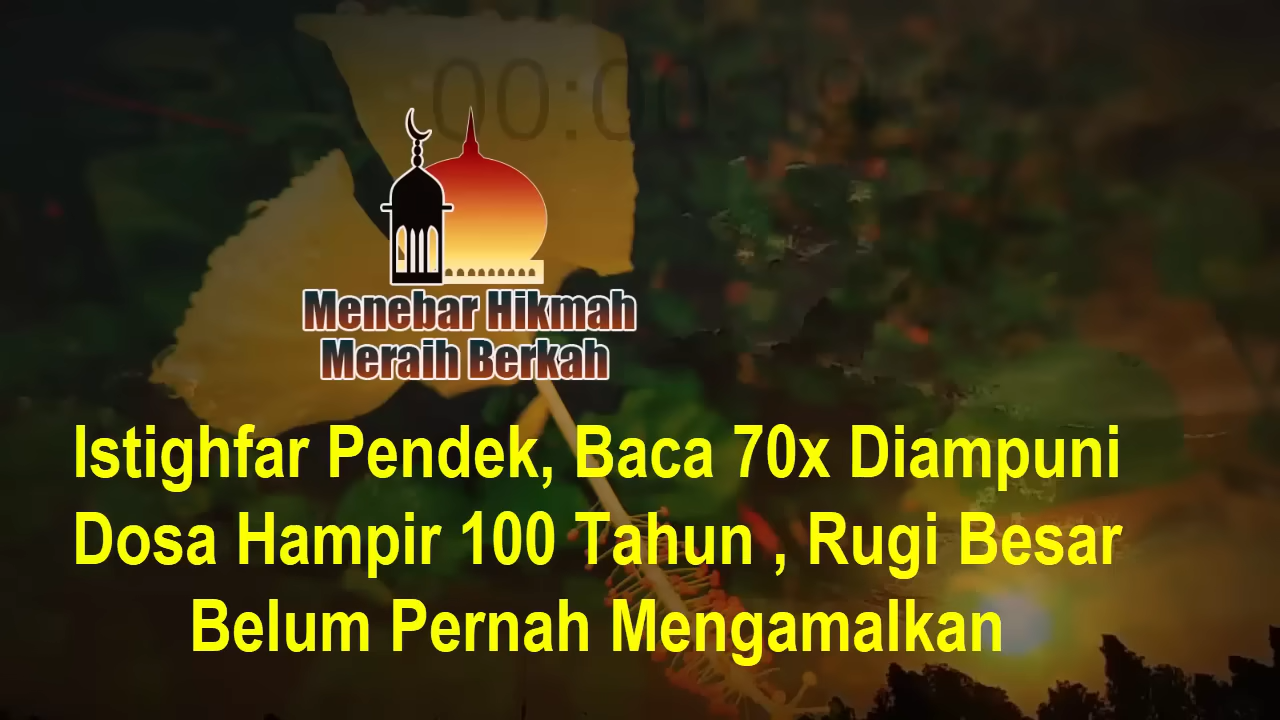 Menebar Hikmah
Meraih Berkah
Istighfar Pendek, Baca 70x Diampuni
Dosa Hampir 100 Tahun , Rugi Besar
Belum Pernah Mengamalkan